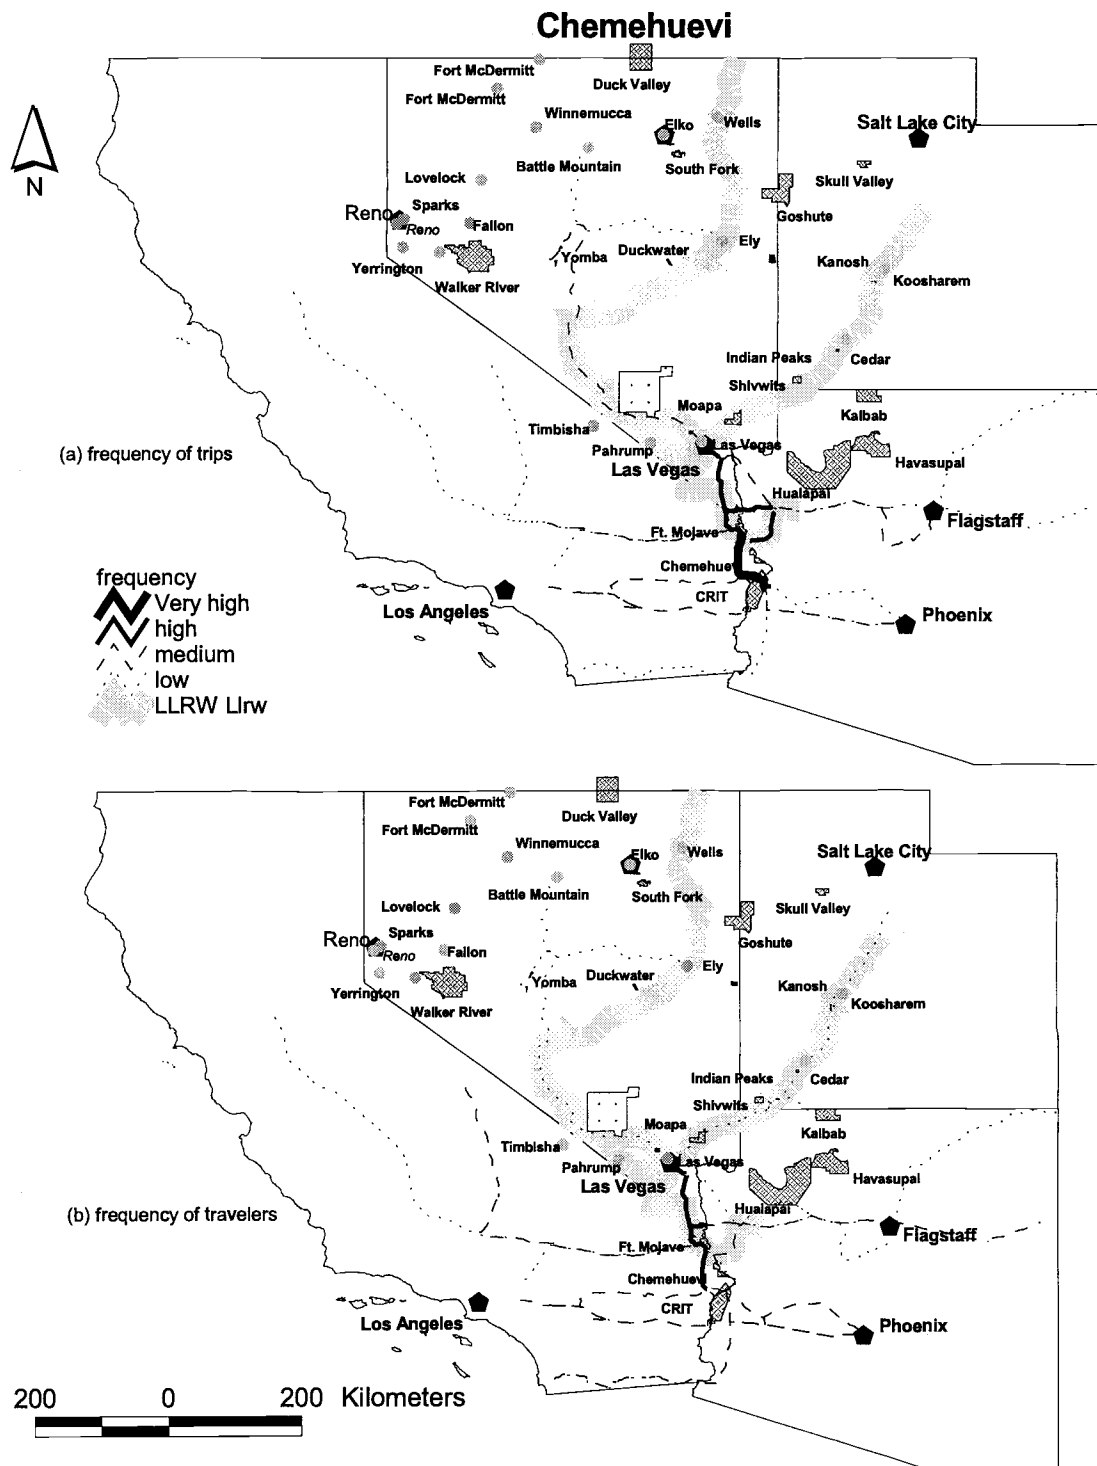 Chemehuevi
Fort McDermitt
Duck Valley
Fort McDermitt
Winnemucca
Elko
Wells
Salt Lake City
N
Battle Mountain
South Fork
Skull Valley
Lovelock
Sparks
Reno
Reno
Fallon
Goshute
Ely
Yomba
Duckwater
Kanosh
Yerrington
Walker River
Koosharem
Indian Peaks
Cedar
Shivwits
Moapa
Kaibab
Timbisha
Las Vegas
(a) frequency of trips
Pahrump
Las Vegas
Havasupai
Hualapai
Flagstaff
Ft. Mojave
Chemehuevi
frequency
Very high
high
medium
low
LLRW Llrw
CRIT
Los Angeles
Phoenix
Fort McDermitt
Duck Valley
Fort McDermitt
Winnemucca
Elko
Wells
Salt Lake City
Battle Mountain
South Fork
Skull Valley
Lovelock
Sparks
Reno
Reno
Fallon
Goshute
Ely
Yomba
Duckwater
Kanosh
Yerrington
Walker River
Koosharem
Indian Peaks
Cedar
Shivwits
Moapa
Kaibab
Timbisha
Pahrump
Las Vegas
Las Vegas
Havasupai
(b) frequency of travelers
Hualapai
Flagstaff
Ft. Mojave
Chemehuevi
CRIT
Los Angeles
Phoenix
200 0 200 Kilometers